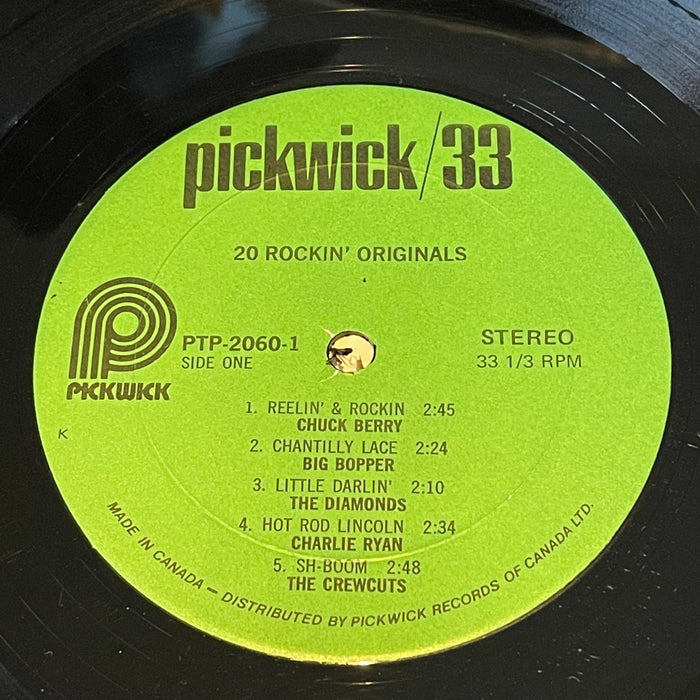 pickwick/33
20 ROCKIN' ORIGINALS
PICKWICK
PTP-2060-1
SIDE ONE
STEREO
33 1/3 RPM
1. REELIN' & ROCKIN 2:45
CHUCK BERRY
2. CHANTILLY LACE 2:24
BIG BOPPER
3. LITTLE DARLIN' 2:10
THE DIAMONDS
4. HOT ROD LINCOLN 2:34
CHARLIE RYAN
5. SH-BOOM 2:48
THE CREWCUTS
K
MADE IN CANADA — DISTRIBUTED BY PICKWICK RECORDS OF CANADA LTD.